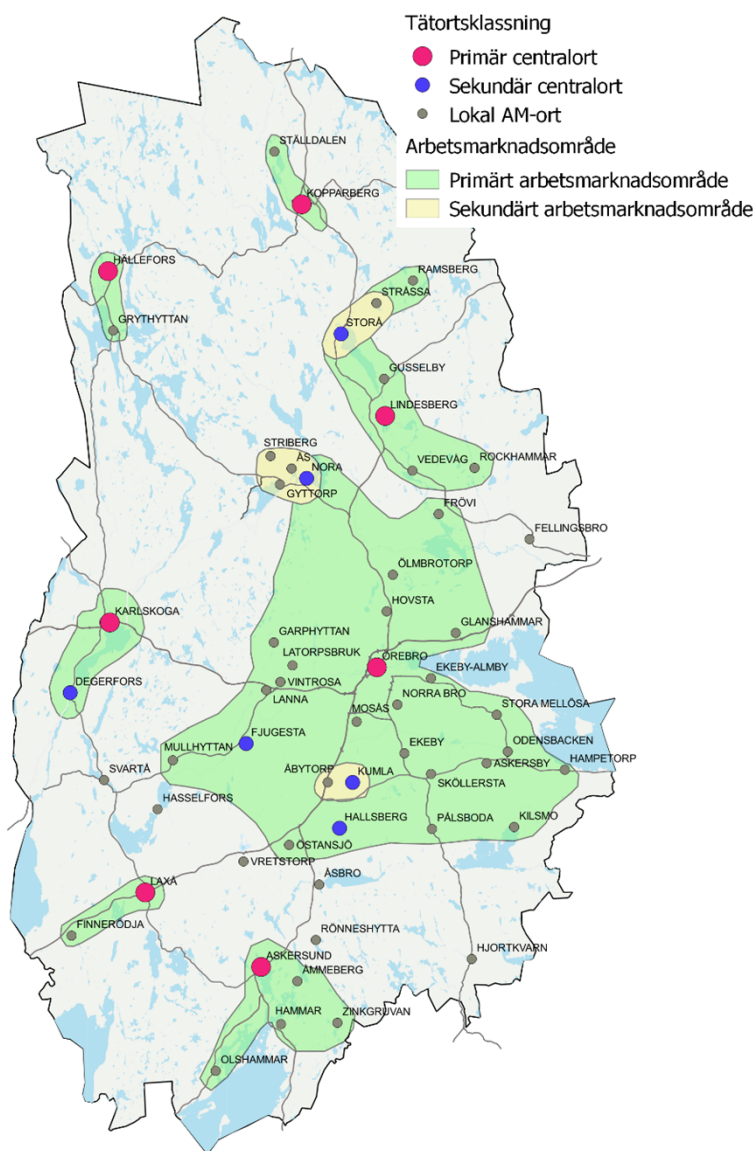 Tätortsklassning
Primär centralort
Sekundär centralort
Lokal AM-ort
Arbetsmarknadsområde
Primärt arbetsmarknadsområde
Sekundärt arbetsmarknadsområde
STÄLLDALEN
KOPPARBERG
HÄLLEFORS
RAMSBERG
STRÅSSA
GRYTHYTTAN
STORÅ
GUSSELBY
LINDESBERG
STRIBERG
ÅS
NORA
VEDEVÅG
ROCKHAMMAR
GYTTORP
FRÖVI
FELLINGSBRO
ÖLMBROTORP
HOVSTA
KARLSKOGA
GLANSHAMMAR
GARPHYTTAN
LATORPSBRUK
ÖREBRO
EKEBY-ALMBY
DEGERFORS
VINTROSA
LANNA
NORRA BRO
MOSÅS
STORA MELLÖSA
FJUGESTA
MULLHYTTAN
EKEBY
ODENSBACKEN
SVARTÅ
ÅBYTORP
KUMLA
ASKERSBY
HAMPETORP
SKÖLLERSTA
HASSELFORS
HALLSBERG
PÅLSBODA
KILSMO
ÖSTANSJÖ
VRETSTORP
LAXÅ
ÅSBRO
FINNERÖDJA
RÖNNESHYTTA
ASKERSUND
HJORTKVARN
ÅMMEBERG
HAMMAR
ZINKGRUVAN
OLSHAMMAR